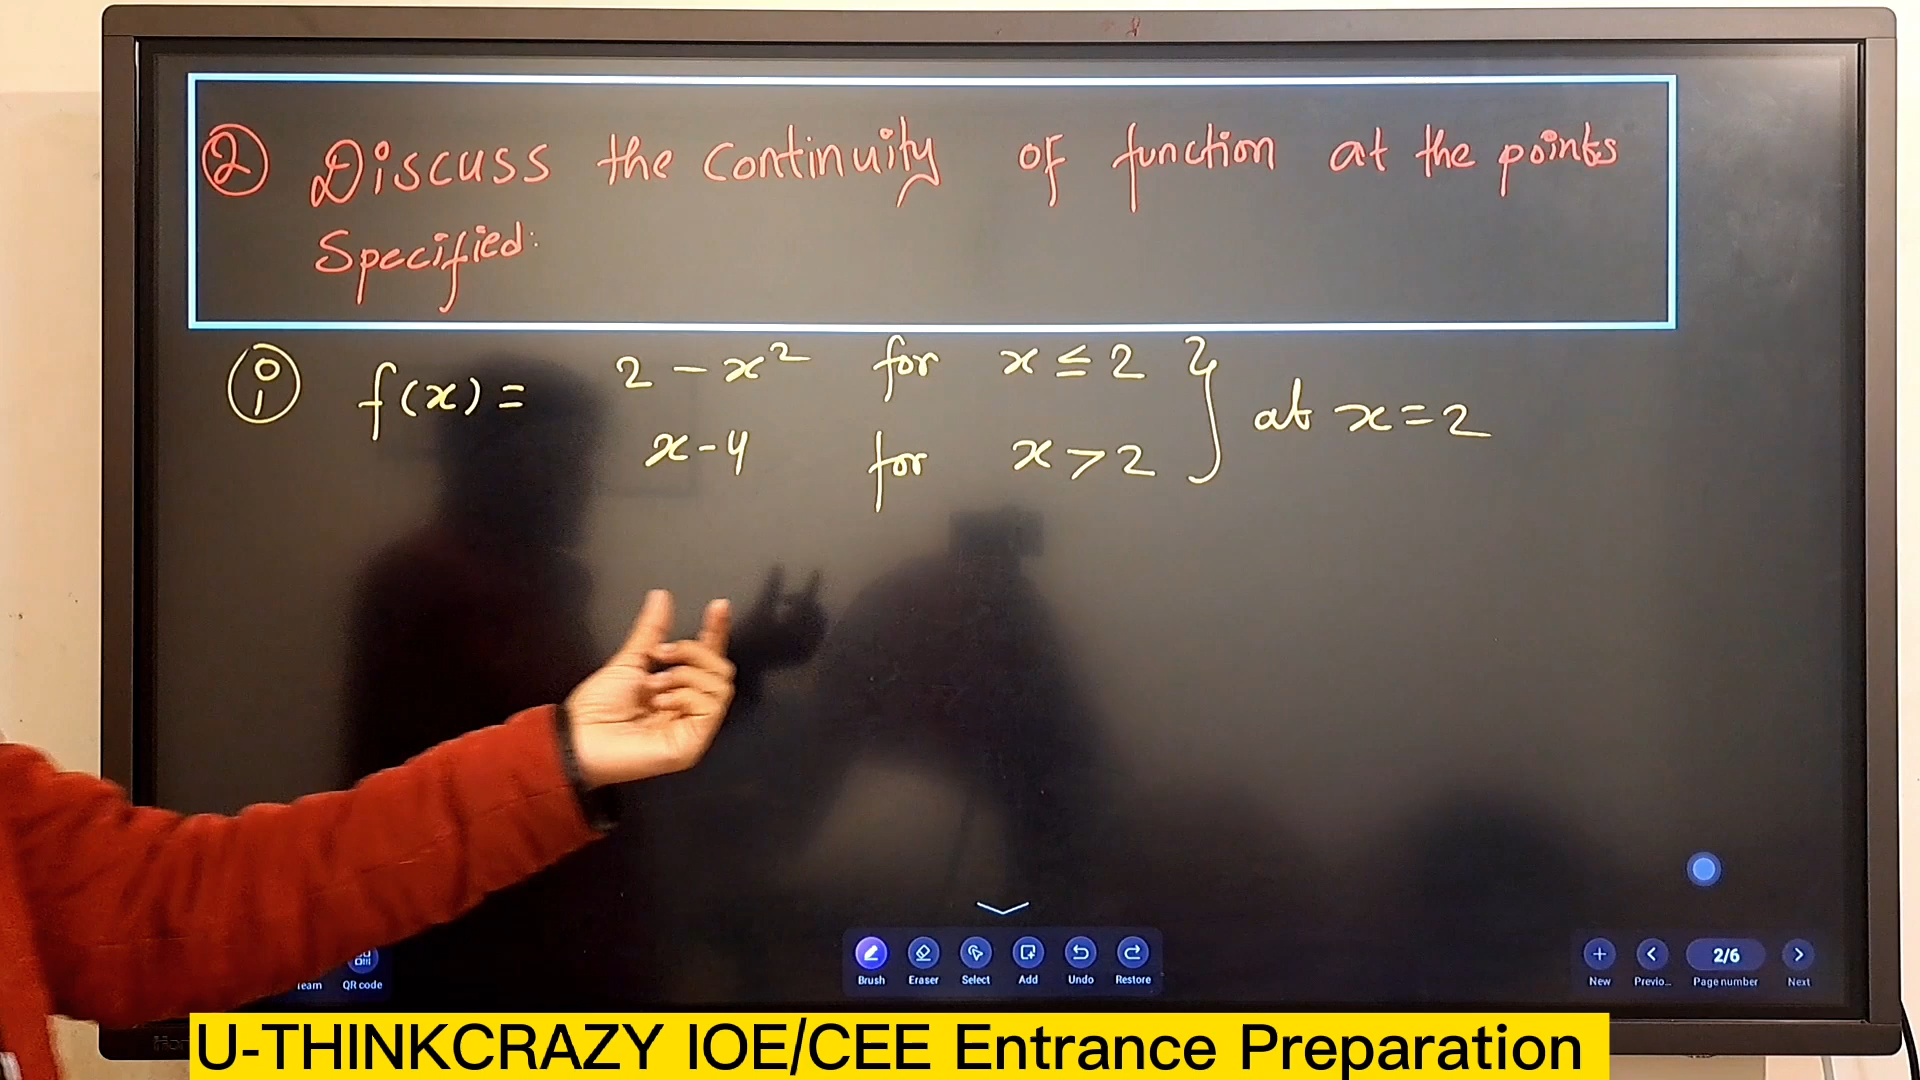 ② Discuss the continuity of function at the points
Specified:
ⓘ f(x) = 2 - x² for x ≤ 2 } at x = 2
x - 4 for x > 2
QR code
Brush Eraser Select Add Undo Restore
2/6
New Previo... Page number Next
U-THINKCRAZY IOE/CEE Entrance Preparation